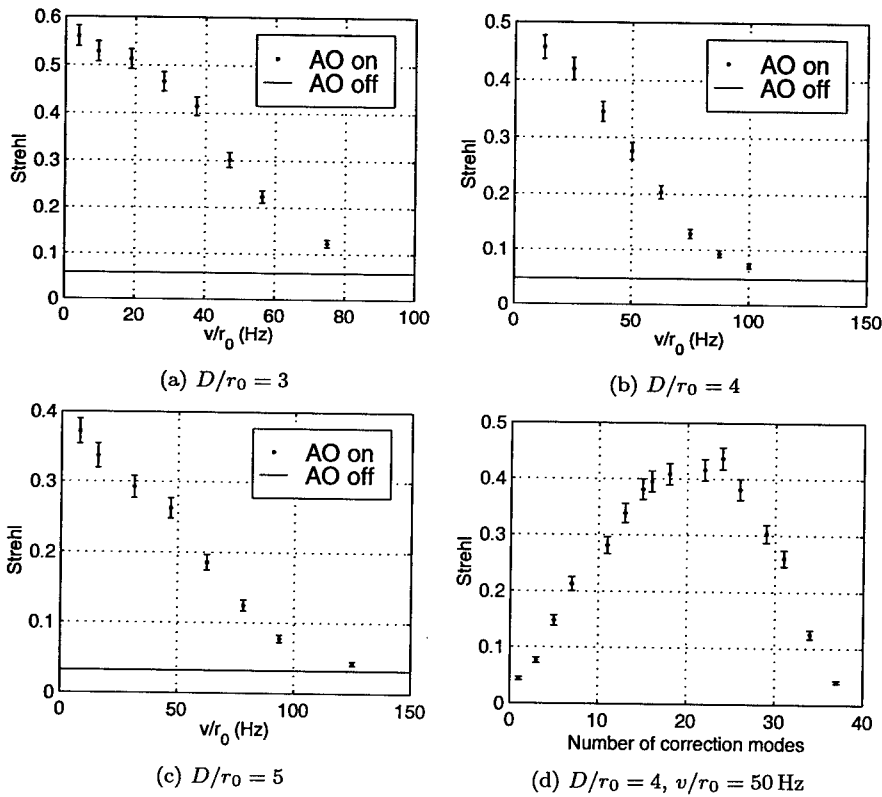 0.6
0.5
0.4
0.3
0.2
0.1
0
Strehl
AO on
AO off
0 20 40 60 80 100
v/r0 (Hz)
(a) D/r0 = 3
0.5
0.4
0.3
0.2
0.1
0
Strehl
AO on
AO off
0 50 100 150
v/r0 (Hz)
(b) D/r0 = 4
0.4
0.3
0.2
0.1
0
Strehl
AO on
AO off
0 50 100 150
v/r0 (Hz)
(c) D/r0 = 5
0.5
0.4
0.3
0.2
0.1
0
Strehl
0 10 20 30 40
Number of correction modes
(d) D/r0 = 4, v/r0 = 50 Hz